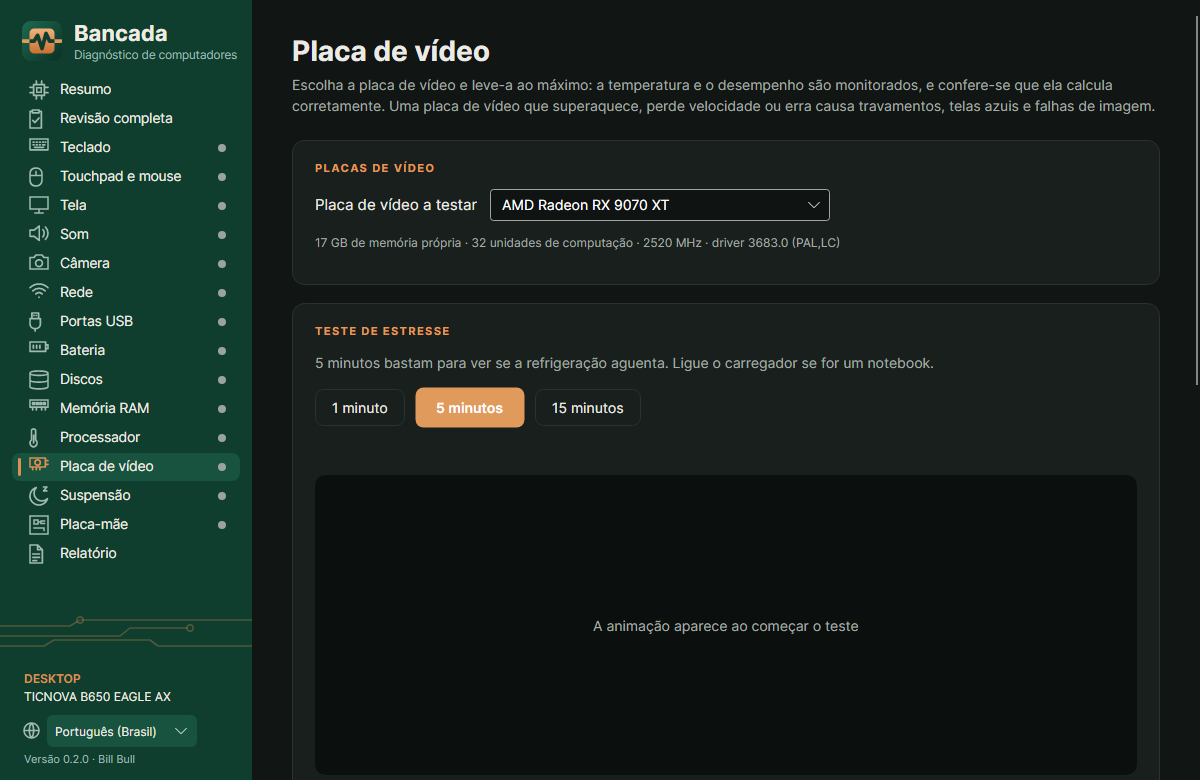 Bancada
Diagnóstico de computadores
Resumo
Revisão completa
Teclado
Touchpad e mouse
Tela
Som
Câmera
Rede
Portas USB
Bateria
Discos
Memória RAM
Processador
Placa de vídeo
Suspensão
Placa-mãe
Relatório
DESKTOP
TICNOVA B650 EAGLE AX
Português (Brasil)
Versão 0.2.0 · Bill Bull
Placa de vídeo
Escolha a placa de vídeo e leve-a ao máximo: a temperatura e o desempenho são monitorados, e confere-se que ela calcula
corretamente. Uma placa de vídeo que superaquece, perde velocidade ou erra causa travamentos, telas azuis e falhas de imagem.
PLACAS DE VÍDEO
Placa de vídeo a testar
AMD Radeon RX 9070 XT
17 GB de memória própria · 32 unidades de computação · 2520 MHz · driver 3683.0 (PAL,LC)
TESTE DE ESTRESSE
5 minutos bastam para ver se a refrigeração aguenta. Ligue o carregador se for um notebook.
1 minuto
5 minutos
15 minutos
A animação aparece ao começar o teste